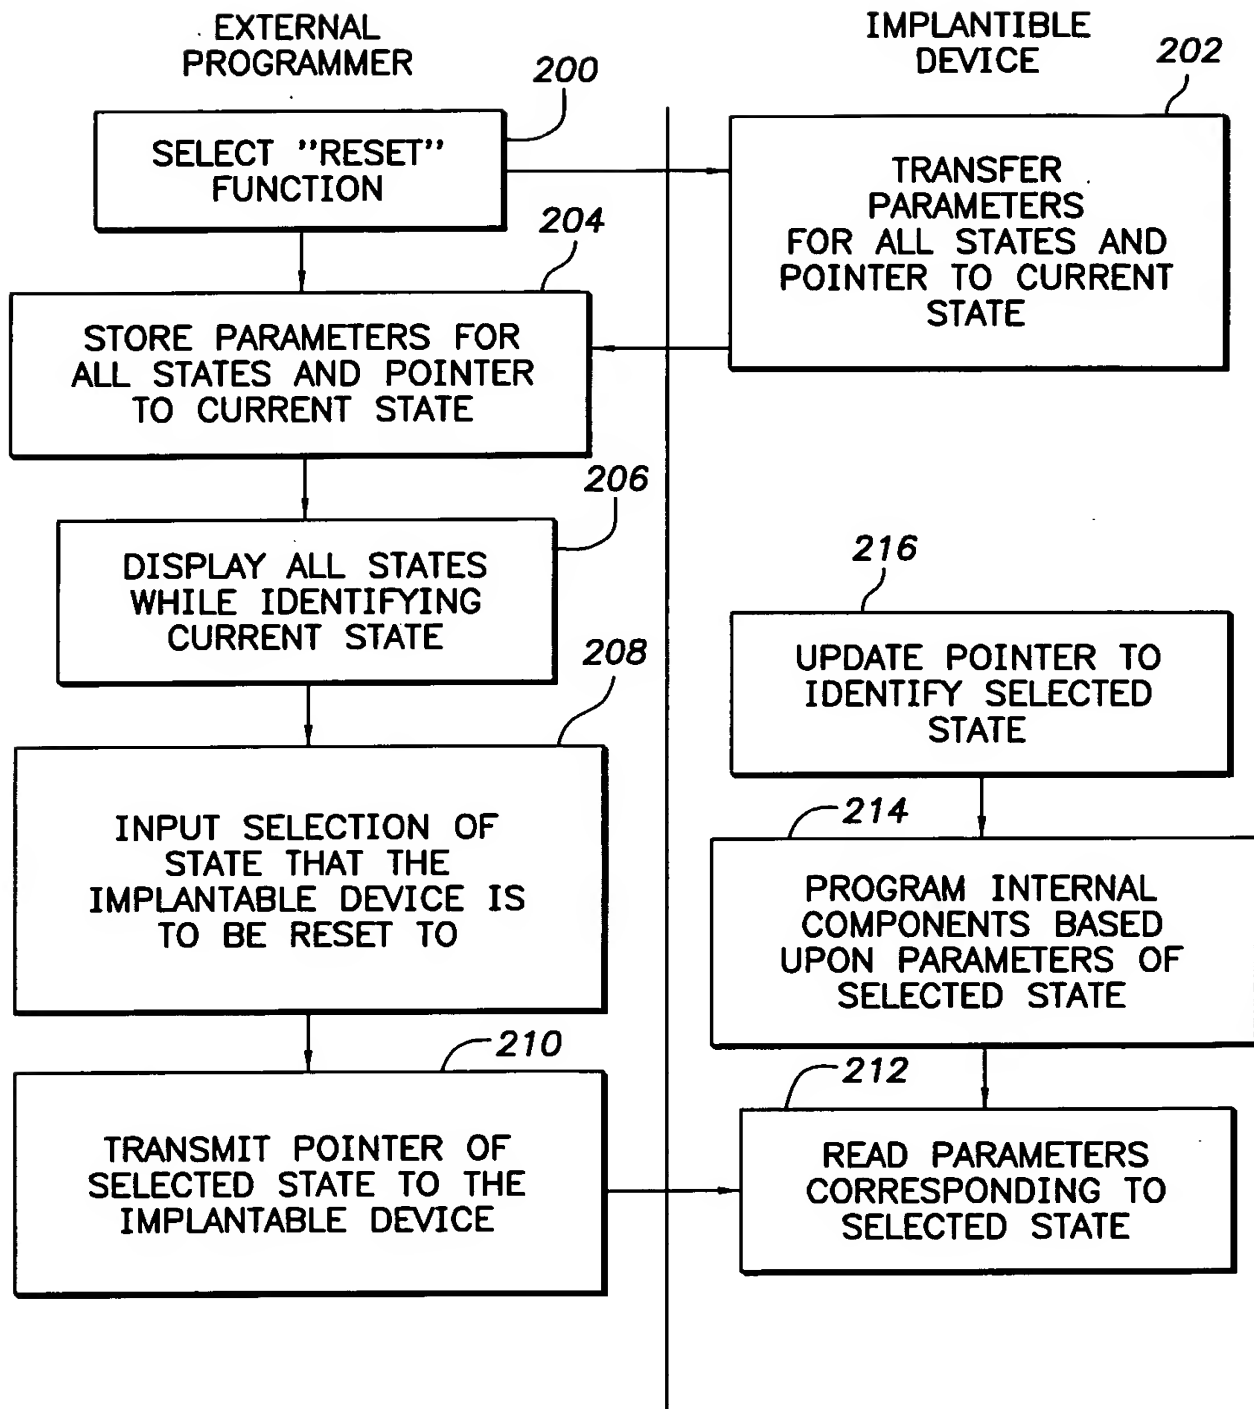 EXTERNAL
PROGRAMMER
200
SELECT "RESET"
FUNCTION
204
STORE PARAMETERS FOR
ALL STATES AND POINTER
TO CURRENT STATE
206
DISPLAY ALL STATES
WHILE IDENTIFYING
CURRENT STATE
208
INPUT SELECTION OF
STATE THAT THE
IMPLANTABLE DEVICE IS
TO BE RESET TO
210
TRANSMIT POINTER OF
SELECTED STATE TO THE
IMPLANTABLE DEVICE
IMPLANTIBLE
DEVICE
202
TRANSFER
PARAMETERS
FOR ALL STATES AND
POINTER TO CURRENT
STATE
216
UPDATE POINTER TO
IDENTIFY SELECTED
STATE
214
PROGRAM INTERNAL
COMPONENTS BASED
UPON PARAMETERS OF
SELECTED STATE
212
READ PARAMETERS
CORRESPONDING TO
SELECTED STATE